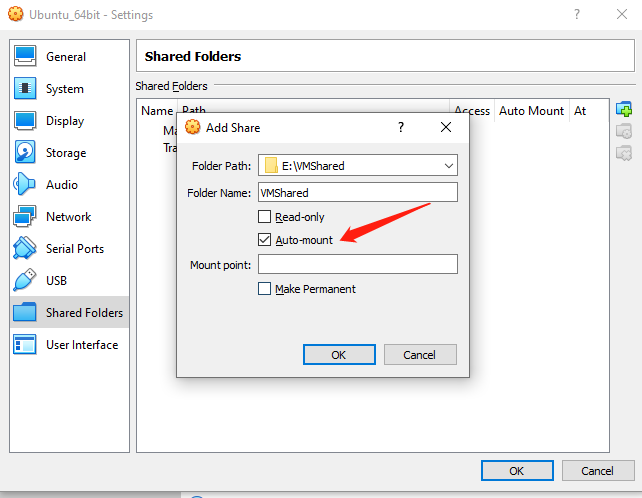 Ubuntu_64bit - Settings
?
General
System
Display
Storage
Audio
Network
Serial Ports
USB
Shared Folders
User Interface
Shared Folders
Shared Folders
Name Path Access Auto Mount At
Ma
Tra
Add Share
?
Folder Path: E:\VMShared
Folder Name: VMShared
Read-only
Auto-mount
Mount point:
Make Permanent
OK Cancel
OK Cancel